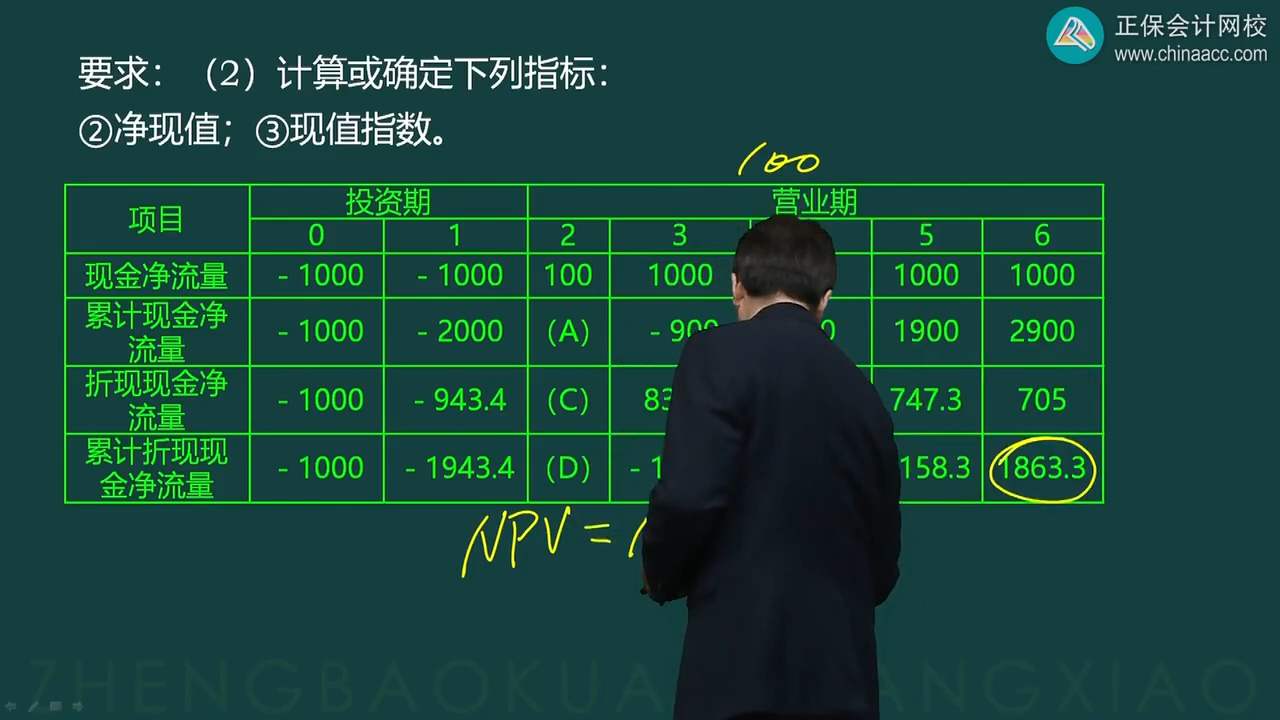 正保会计网校
www.chinaacc.com
要求：（2）计算或确定下列指标：
②净现值；③现值指数。
100
项目 投资期 营业期
0 1 2 3 5 6
现金净流量 - 1000 - 1000 100 1000 1000 1000
累计现金净流量 - 1000 - 2000 （A） - 900 1900 2900
折现现金净流量 - 1000 - 943.4 （C） 747.3 705
累计折现现金净流量 - 1000 - 1943.4 （D） 1863.3
NPV =